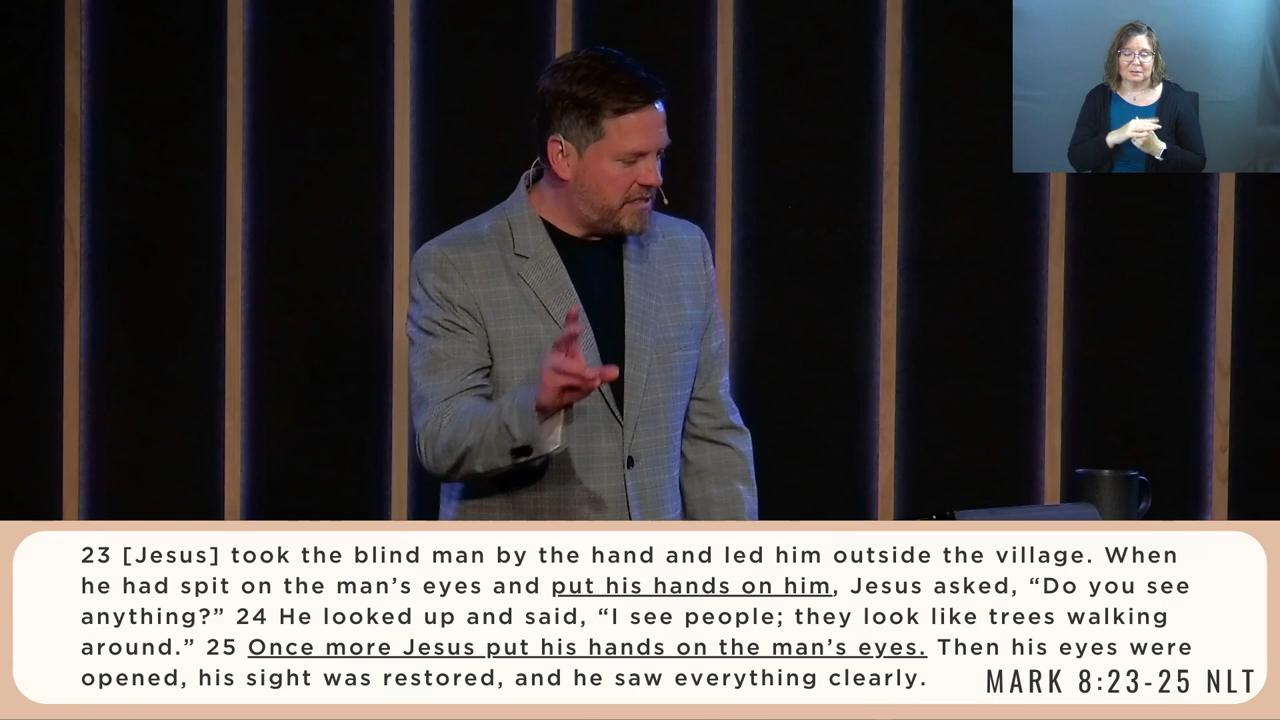 23 [Jesus] took the blind man by the hand and led him outside the village. When
he had spit on the man’s eyes and put his hands on him, Jesus asked, “Do you see
anything?” 24 He looked up and said, “I see people; they look like trees walking
around.” 25 Once more Jesus put his hands on the man’s eyes. Then his eyes were
opened, his sight was restored, and he saw everything clearly.
MARK 8:23-25 NLT